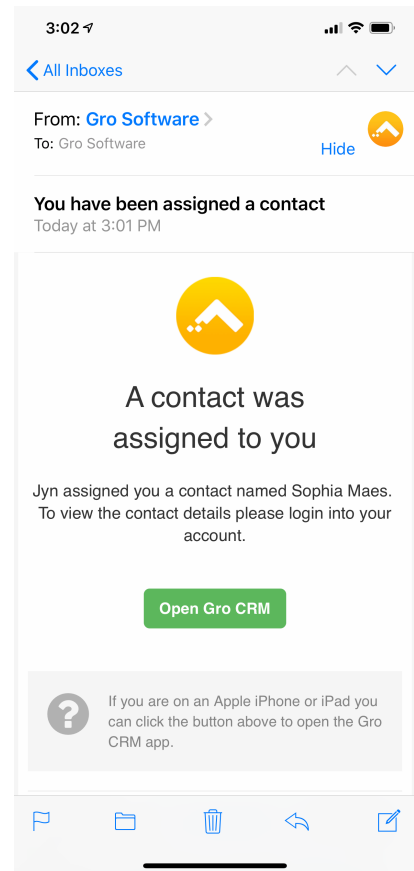 3:02
All Inboxes
From: Gro Software
To: Gro Software
Hide
You have been assigned a contact
Today at 3:01 PM
A contact was
assigned to you
Jyn assigned you a contact named Sophia Maes.
To view the contact details please login into your
account.
Open Gro CRM
?
If you are on an Apple iPhone or iPad you
can click the button above to open the Gro
CRM app.